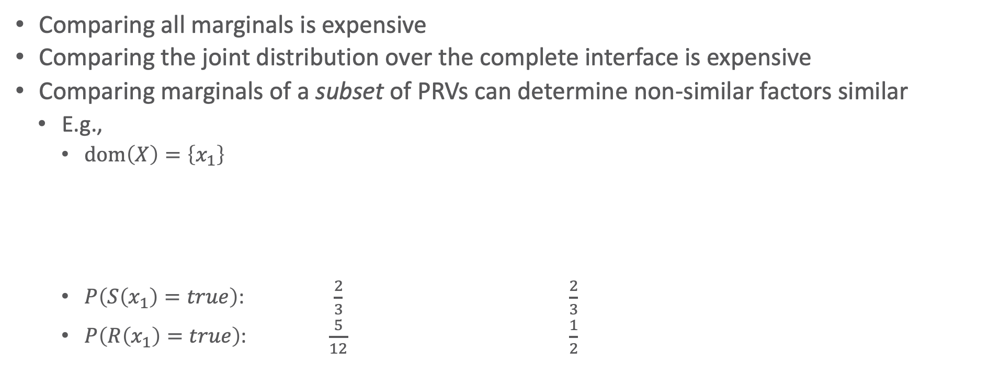 • Comparing all marginals is expensive
• Comparing the joint distribution over the complete interface is expensive
• Comparing marginals of a subset of PRVs can determine non-similar factors similar
• E.g.,
• dom(X) = {x₁}
• P(S(x₁) = true): 2/3 2/3
• P(R(x₁) = true): 5/12 1/2